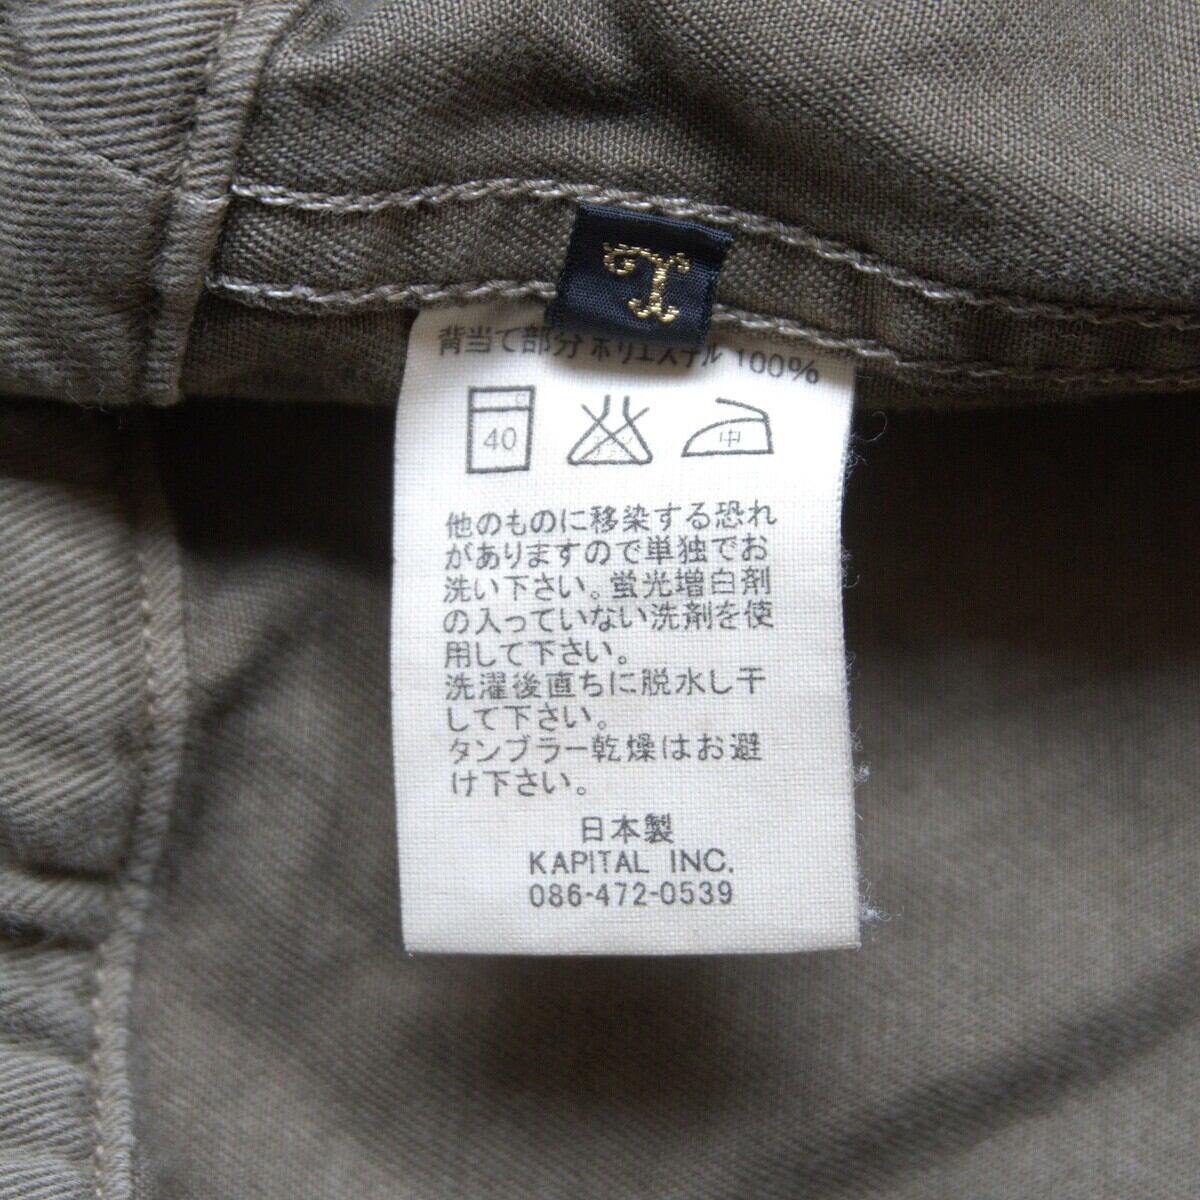 背当て部分 ポリエステル 100%
40
中
他のものに移染する恐れ
がありますので単独でお
洗い下さい。蛍光増白剤
の入っていない洗剤を使
用して下さい。
洗濯後直ちに脱水し干
して下さい。
タンブラー乾燥はお避
け下さい。
日本製
KAPITAL INC.
086-472-0539